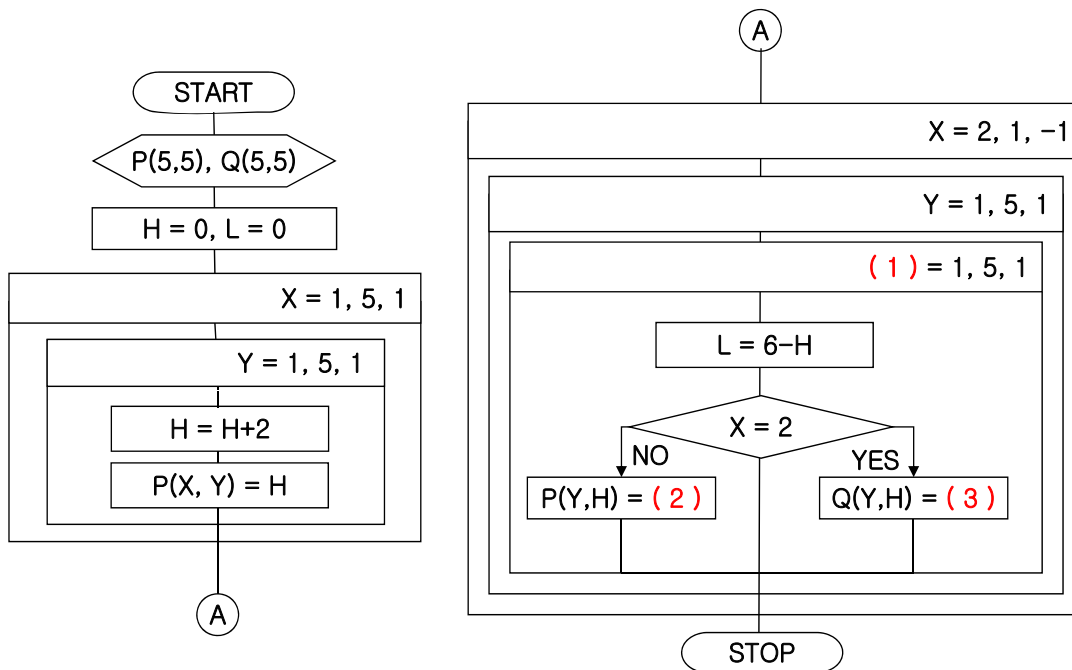 START
P(5,5), Q(5,5)
H = 0, L = 0
X = 1, 5, 1
Y = 1, 5, 1
H = H+2
P(X, Y) = H
A
A
X = 2, 1, -1
Y = 1, 5, 1
( 1 ) = 1, 5, 1
L = 6-H
X = 2
NO
YES
P(Y,H) = ( 2 )
Q(Y,H) = ( 3 )
STOP